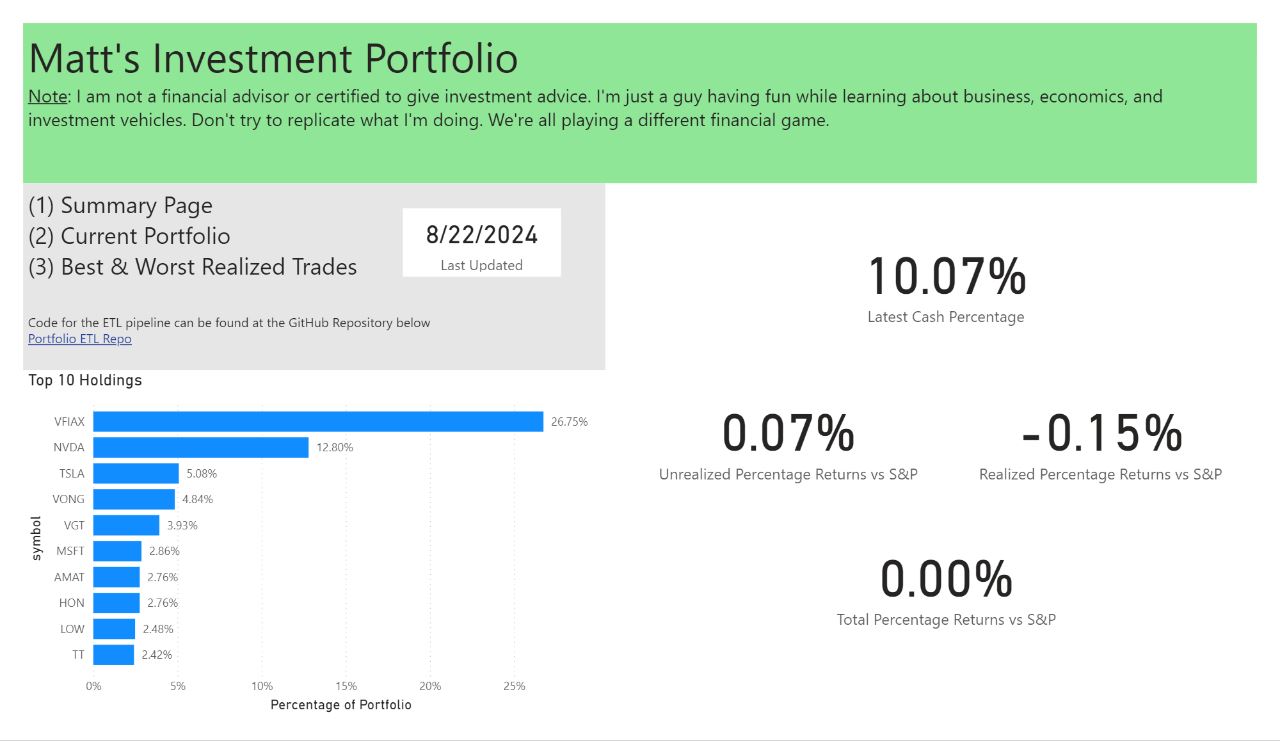 Matt's Investment Portfolio
Note: I am not a financial advisor or certified to give investment advice. I'm just a guy having fun while learning about business, economics, and
investment vehicles. Don't try to replicate what I'm doing. We're all playing a different financial game.
(1) Summary Page
(2) Current Portfolio
(3) Best & Worst Realized Trades
8/22/2024
Last Updated
Code for the ETL pipeline can be found at the GitHub Repository below
Portfolio ETL Repo
Top 10 Holdings
symbol
VFIAX 26.75%
NVDA 12.80%
TSLA 5.08%
VONG 4.84%
VGT 3.93%
MSFT 2.86%
AMAT 2.76%
HON 2.76%
LOW 2.48%
TT 2.42%
0% 5% 10% 15% 20% 25%
Percentage of Portfolio
10.07%
Latest Cash Percentage
0.07%
Unrealized Percentage Returns vs S&P
-0.15%
Realized Percentage Returns vs S&P
0.00%
Total Percentage Returns vs S&P